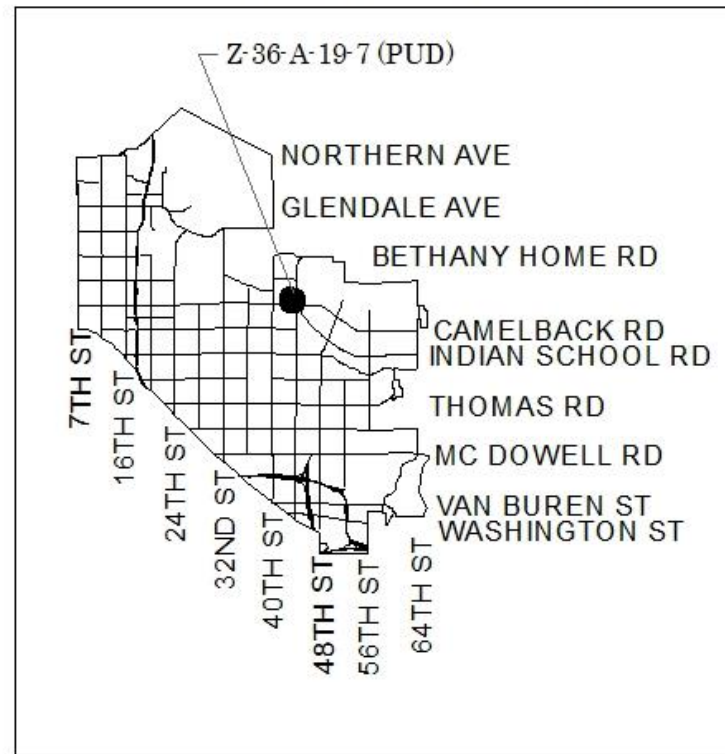 Z-36-A-19-7 (PUD)
NORTHERN AVE
GLENDALE AVE
BETHANY HOME RD
CAMELBACK RD
INDIAN SCHOOL RD
THOMAS RD
MC DOWELL RD
VAN BUREN ST
WASHINGTON ST
7TH ST
16TH ST
24TH ST
32ND ST
40TH ST
48TH ST
56TH ST
64TH ST